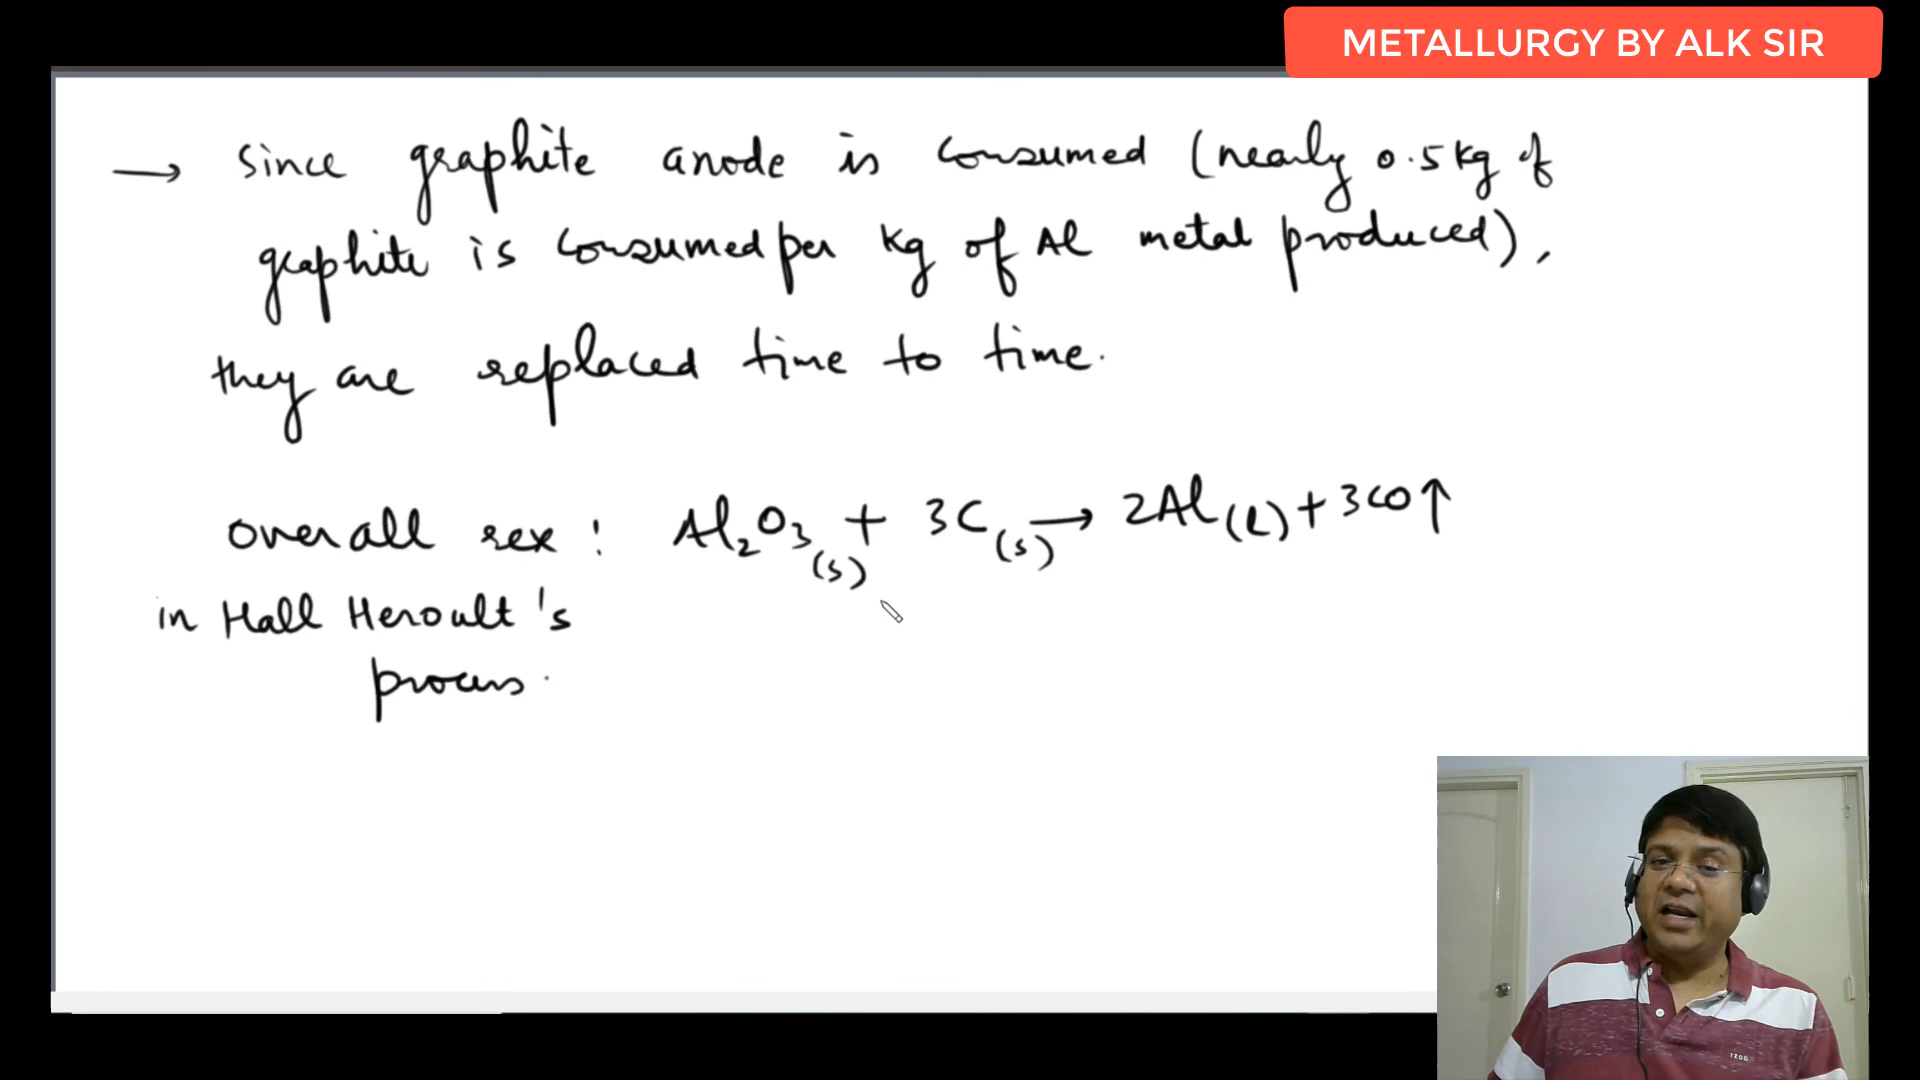 METALLURGY BY ALK SIR
→ Since graphite anode is consumed (nearly 0.5 kg of
graphite is consumed per kg of Al metal produced),
they are replaced time to time.
Overall rex : Al₂O₃(s) + 3C(s) → 2Al(l) + 3CO↑
in Hall Heroult's
process.
IZOD